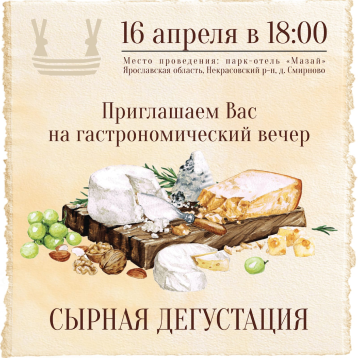 16 апреля в 18:00
Место проведения: парк-отель «Мазай»
Ярославская область, Некрасовский р-н, д. Смирново
Приглашаем Вас
на гастрономический вечер
СЫРНАЯ ДЕГУСТАЦИЯ